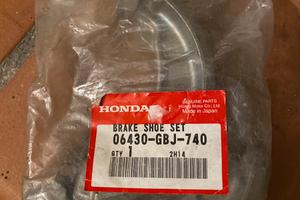 GENUINE PARTS
Honda Motor Co., Ltd
Made in Japan
HONDA
BRAKE SHOE SET
06430-GBJ-740
QTY 1 2H14